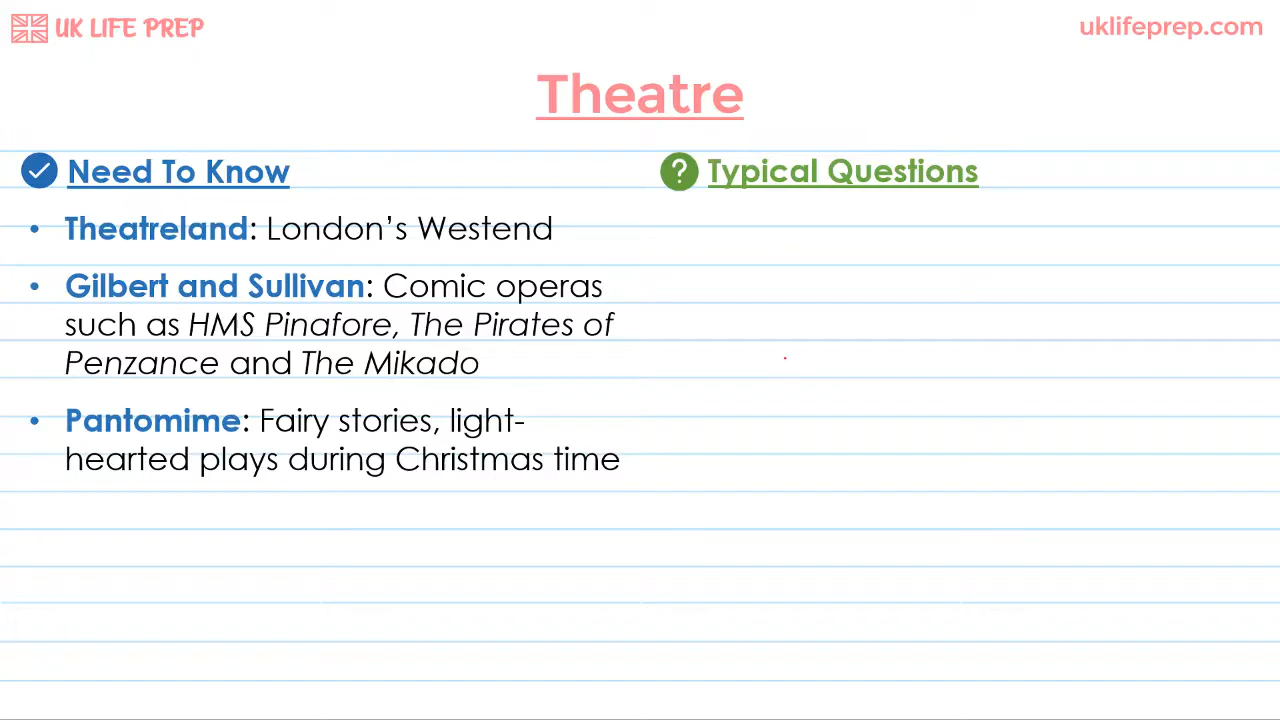 UK LIFE PREP
uklifeprep.com
Theatre
Need To Know
• Theatreland: London’s Westend
• Gilbert and Sullivan: Comic operas
such as HMS Pinafore, The Pirates of
Penzance and The Mikado
• Pantomime: Fairy stories, light-
hearted plays during Christmas time
Typical Questions